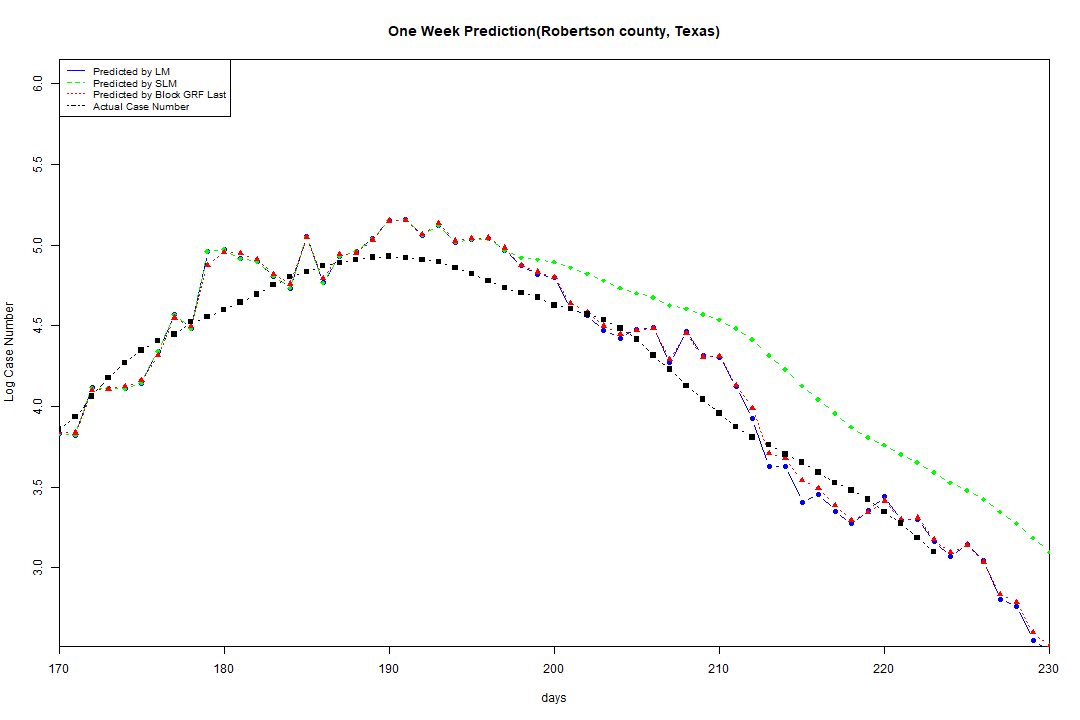 One Week Prediction(Robertson county, Texas)
Predicted by LM
Predicted by SLM
Predicted by Block GRF Last
Actual Case Number
6.0
5.5
5.0
4.5
4.0
3.5
3.0
Log Case Number
170 180 190 200 210 220 230
days